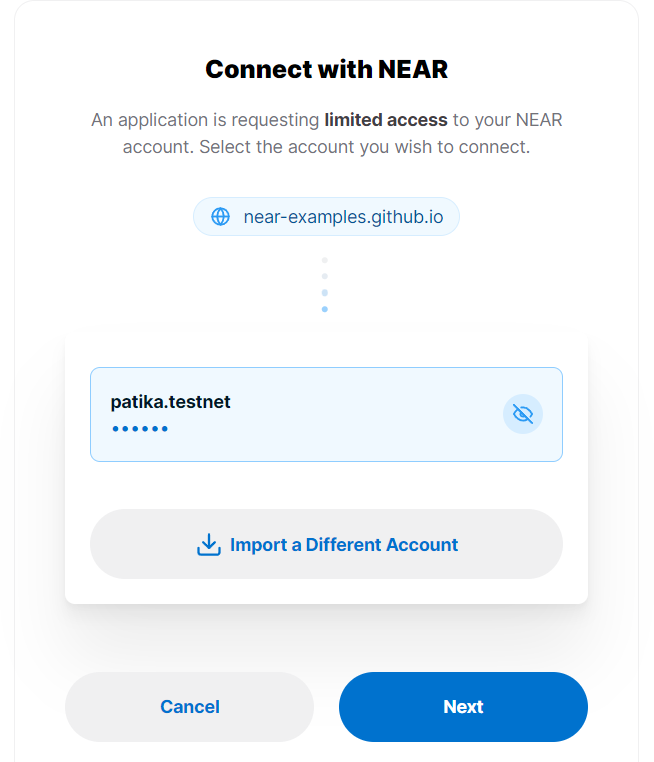 Connect with NEAR
An application is requesting limited access to your NEAR
account. Select the account you wish to connect.
near-examples.github.io
patika.testnet
••••••
Import a Different Account
Cancel
Next